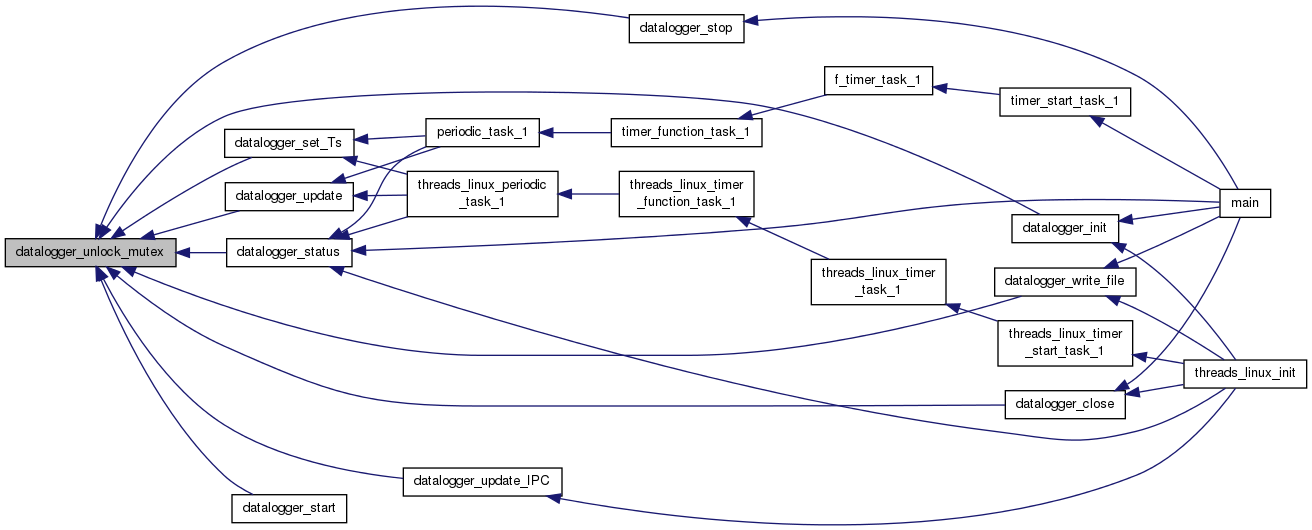 datalogger_stop
f_timer_task_1
timer_start_task_1
periodic_task_1
timer_function_task_1
datalogger_set_Ts
threads_linux_periodic
_task_1
threads_linux_timer
_function_task_1
datalogger_update
main
datalogger_init
datalogger_unlock_mutex
datalogger_status
threads_linux_timer
_task_1
datalogger_write_file
threads_linux_timer
_start_task_1
threads_linux_init
datalogger_close
datalogger_update_IPC
datalogger_start